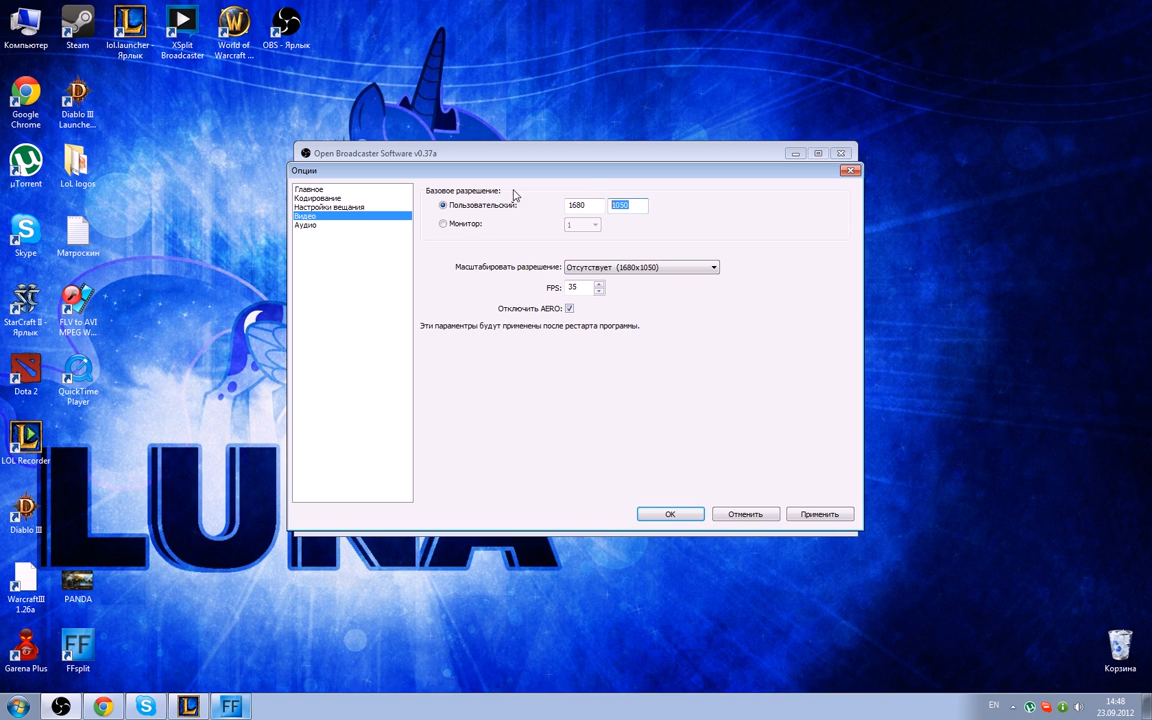 Компьютер
Steam
lol.launcher - Ярлык
XSplit Broadcaster
World of Warcraft ...
OBS - Ярлык
Google Chrome
Diablo III Launche...
µTorrent
LoL logos
Skype
Матроскин
StarCraft II - Ярлык
FLV to AVI MPEG W...
Dota 2
QuickTime Player
LOL Recorder
Diablo III
WarcraftIII 1.26a
PANDA
Garena Plus
FF
FFsplit
LUNA
Open Broadcaster Software v0.37a
Опции
Главное
Кодирование
Настройки вещания
Видео
Аудио
Базовое разрешение:
Пользовательский:
1680
1050
Монитор:
1
Масштабировать разрешение:
Отсутствует (1680x1050)
FPS:
35
Отключить AERO:
Эти параметры будут применены после рестарта программы.
OK
Отменить
Применить
Корзина
FF
EN
14:48
23.09.2012